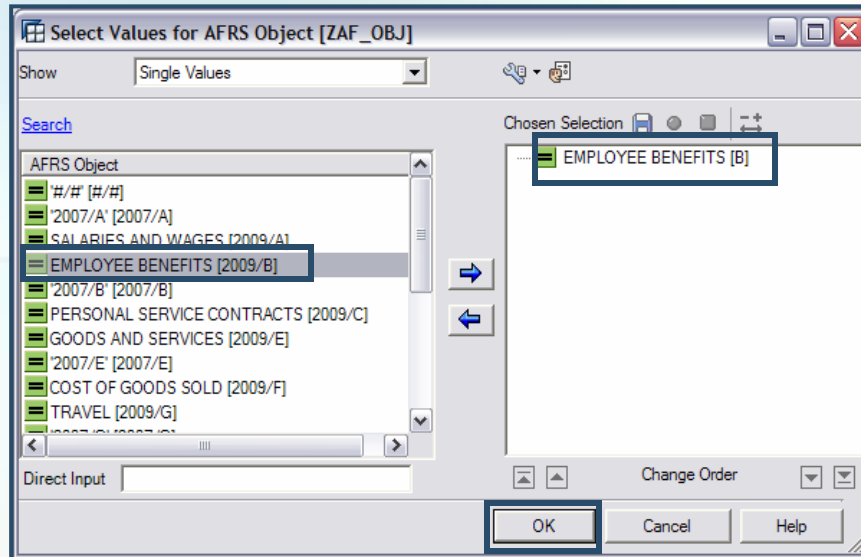 Select Values for AFRS Object [ZAF_OBJ]
Show Single Values
Search
Chosen Selection
AFRS Object
'#/#' [#/#]
'2007/A' [2007/A]
SALARIES AND WAGES [2009/A]
EMPLOYEE BENEFITS [2009/B]
'2007/B' [2007/B]
PERSONAL SERVICE CONTRACTS [2009/C]
GOODS AND SERVICES [2009/E]
'2007/E' [2007/E]
COST OF GOODS SOLD [2009/F]
TRAVEL [2009/G]
EMPLOYEE BENEFITS [B]
Direct Input
Change Order
OK Cancel Help